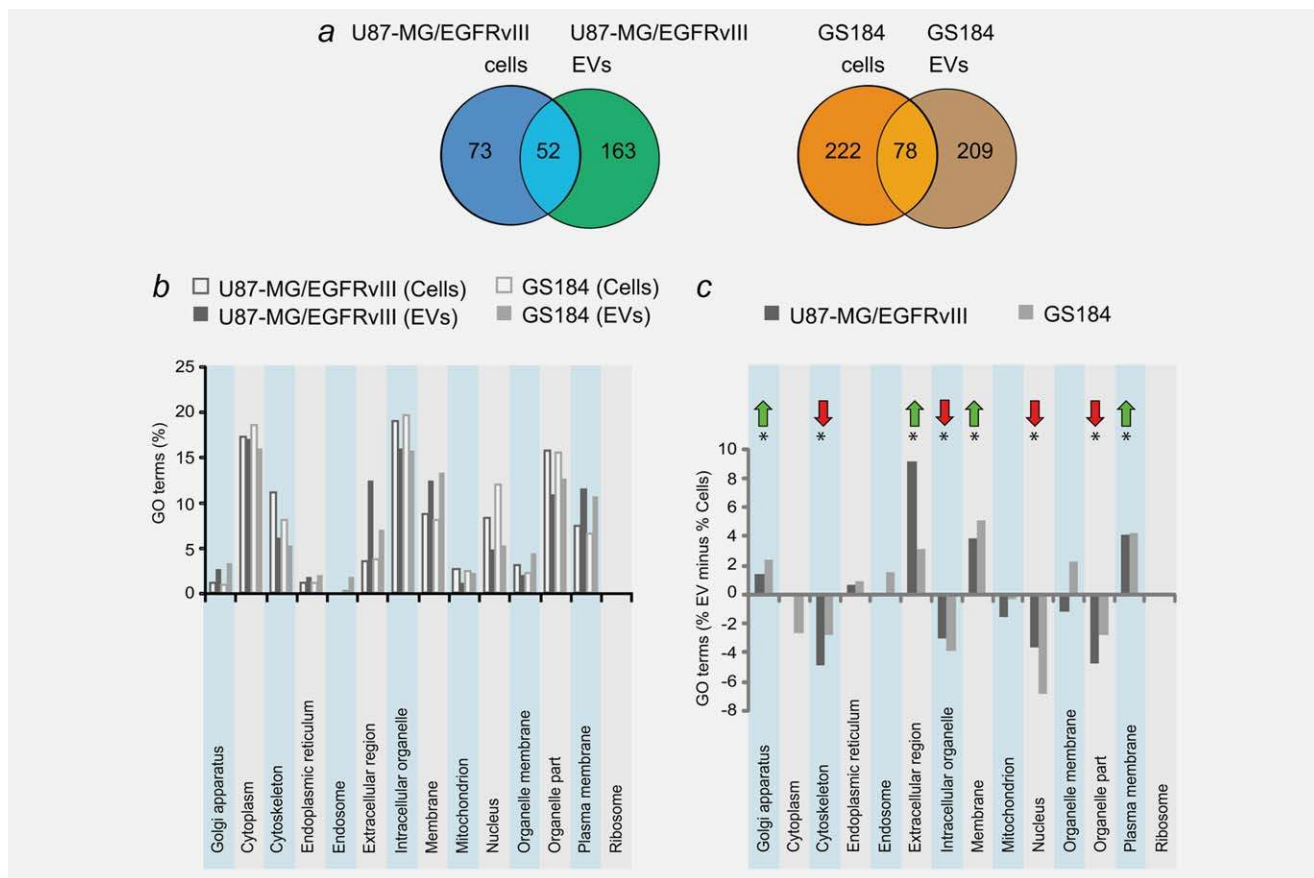 a U87-MG/EGFRvIII cells U87-MG/EGFRvIII EVs GS184 cells GS184 EVs
73 52 163 222 78 209
b U87-MG/EGFRvIII (Cells) GS184 (Cells)
U87-MG/EGFRvIII (EVs) GS184 (EVs)
GO terms (%)
25
20
15
10
5
0
Golgi apparatus
Cytoplasm
Cytoskeleton
Endoplasmic reticulum
Endosome
Extracellular region
Intracellular organelle
Membrane
Mitochondrion
Nucleus
Organelle membrane
Organelle part
Plasma membrane
Ribosome
c U87-MG/EGFRvIII GS184
* * * * * * * *
GO terms (% EV minus % Cells)
10
8
6
4
2
0
-2
-4
-6
-8
Golgi apparatus
Cytoplasm
Cytoskeleton
Endoplasmic reticulum
Endosome
Extracellular region
Intracellular organelle
Membrane
Mitochondrion
Nucleus
Organelle membrane
Organelle part
Plasma membrane
Ribosome